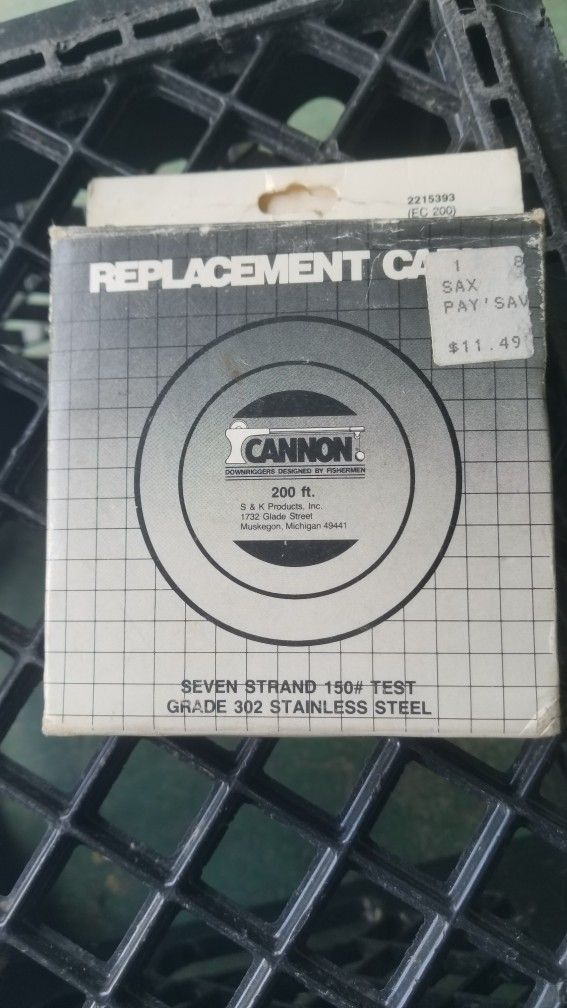 2215393
(EC 200)
REPLACEMENT
1 8
SAX
PAY'SAV
$11.49
CANNON
DOWNRIGGERS DESIGNED BY FISHERMEN
200 ft.
S & K Products, Inc.
1732 Glade Street
Muskegon, Michigan 49441
SEVEN STRAND 150# TEST
GRADE 302 STAINLESS STEEL